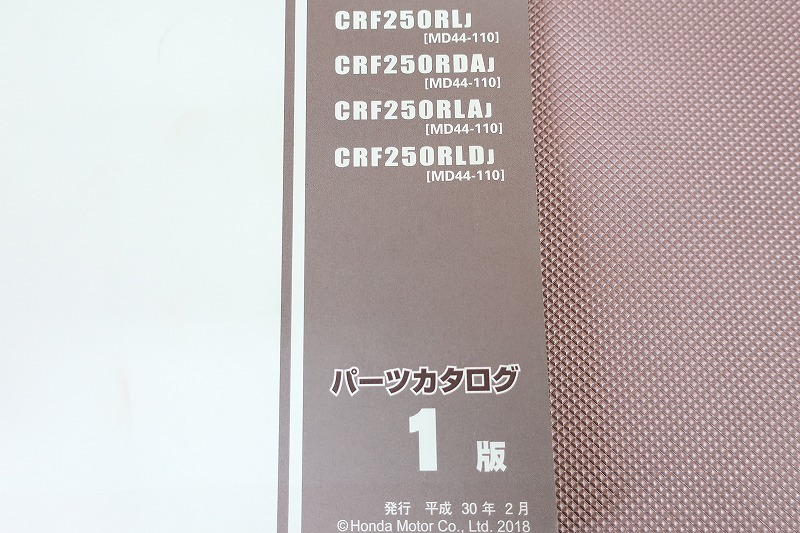 CRF250RLJ
[MD44-110]
CRF250RDAJ
[MD44-110]
CRF250RLAJ
[MD44-110]
CRF250RLDJ
[MD44-110]
パーツカタログ
1 版
発行 平成 30 年 2 月
©Honda Motor Co., Ltd. 2018